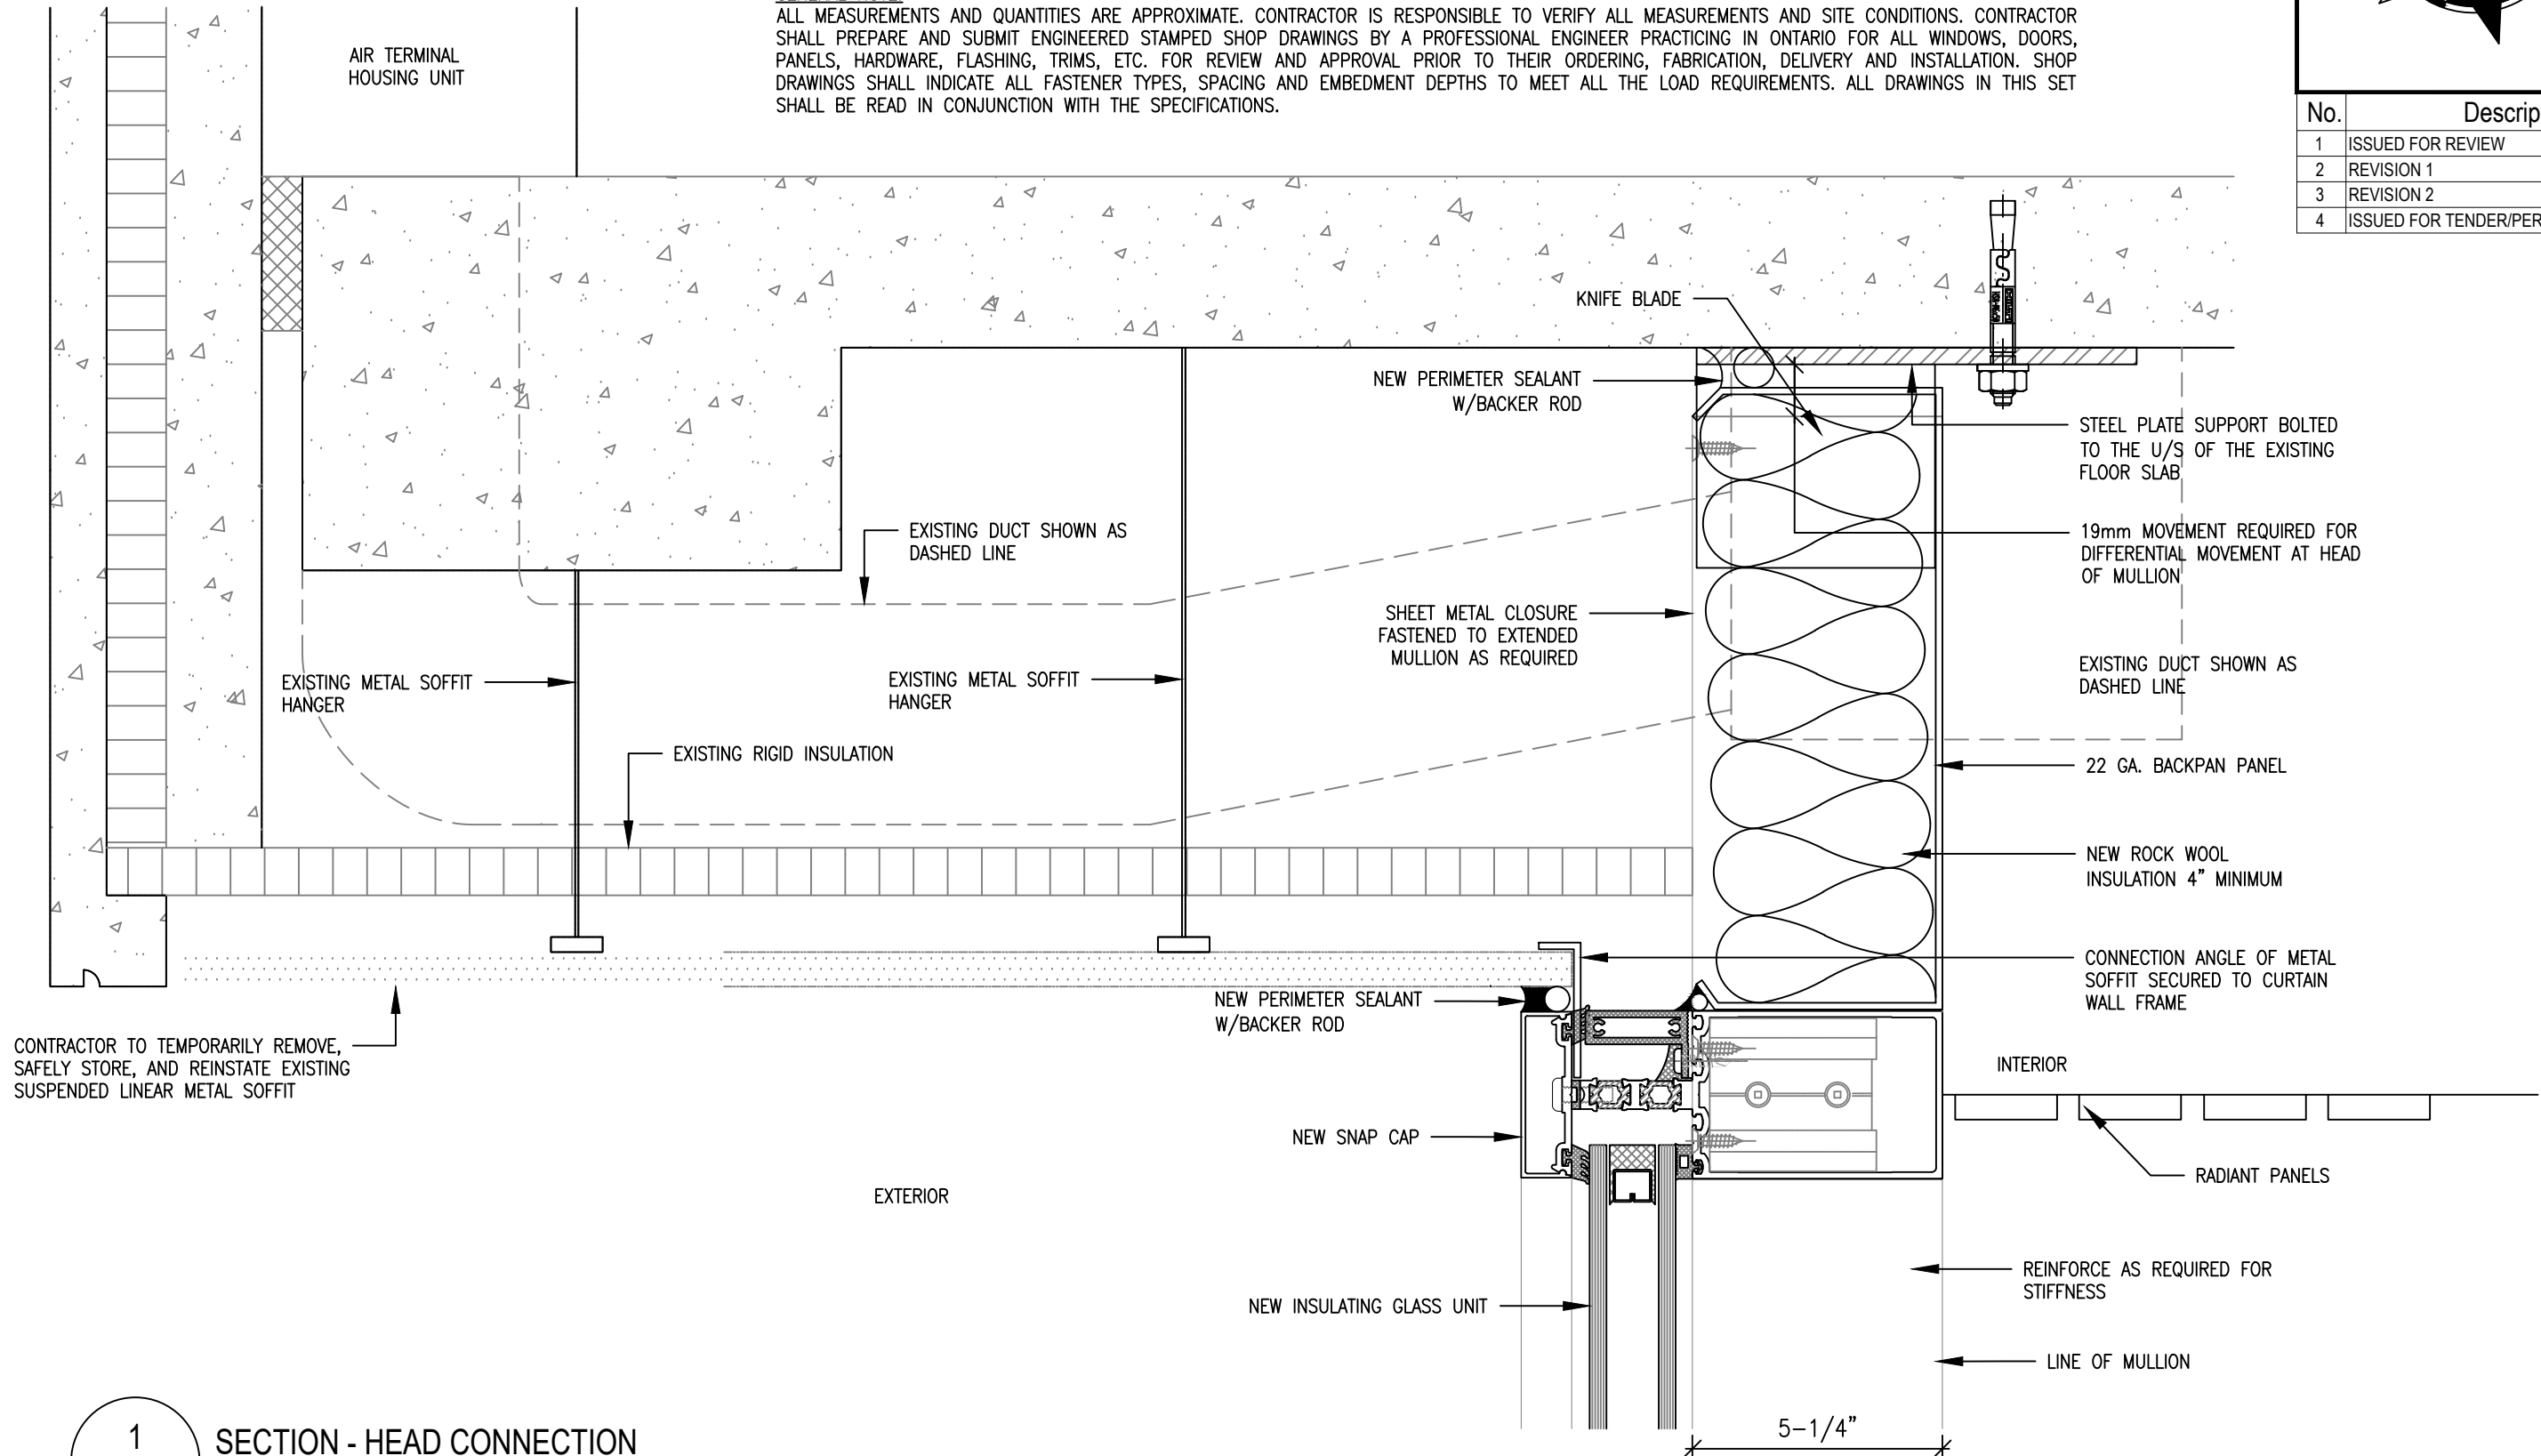 ALL MEASUREMENTS AND QUANTITIES ARE APPROXIMATE. CONTRACTOR IS RESPONSIBLE TO VERIFY ALL MEASUREMENTS AND SITE CONDITIONS. CONTRACTOR
SHALL PREPARE AND SUBMIT ENGINEERED STAMPED SHOP DRAWINGS BY A PROFESSIONAL ENGINEER PRACTICING IN ONTARIO FOR ALL WINDOWS, DOORS,
PANELS, HARDWARE, FLASHING, TRIMS, ETC. FOR REVIEW AND APPROVAL PRIOR TO THEIR ORDERING, FABRICATION, DELIVERY AND INSTALLATION. SHOP
DRAWINGS SHALL INDICATE ALL FASTENER TYPES, SPACING AND EMBEDMENT DEPTHS TO MEET ALL THE LOAD REQUIREMENTS. ALL DRAWINGS IN THIS SET
SHALL BE READ IN CONJUNCTION WITH THE SPECIFICATIONS.
No. Descrip
1 ISSUED FOR REVIEW
2 REVISION 1
3 REVISION 2
4 ISSUED FOR TENDER/PER
AIR TERMINAL
HOUSING UNIT
KNIFE BLADE
NEW PERIMETER SEALANT
W/BACKER ROD
STEEL PLATE SUPPORT BOLTED
TO THE U/S OF THE EXISTING
FLOOR SLAB
EXISTING DUCT SHOWN AS
DASHED LINE
19mm MOVEMENT REQUIRED FOR
DIFFERENTIAL MOVEMENT AT HEAD
OF MULLION
SHEET METAL CLOSURE
FASTENED TO EXTENDED
MULLION AS REQUIRED
EXISTING METAL SOFFIT
HANGER
EXISTING METAL SOFFIT
HANGER
EXISTING DUCT SHOWN AS
DASHED LINE
EXISTING RIGID INSULATION
22 GA. BACKPAN PANEL
NEW ROCK WOOL
INSULATION 4" MINIMUM
CONNECTION ANGLE OF METAL
SOFFIT SECURED TO CURTAIN
WALL FRAME
NEW PERIMETER SEALANT
W/BACKER ROD
CONTRACTOR TO TEMPORARILY REMOVE,
SAFELY STORE, AND REINSTATE EXISTING
SUSPENDED LINEAR METAL SOFFIT
INTERIOR
NEW SNAP CAP
RADIANT PANELS
EXTERIOR
REINFORCE AS REQUIRED FOR
STIFFNESS
NEW INSULATING GLASS UNIT
LINE OF MULLION
5-1/4"
1
SECTION - HEAD CONNECTION